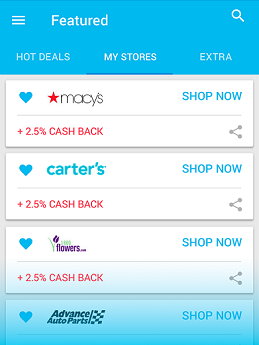 Featured
HOT DEALS MY STORES EXTRA
macy's SHOP NOW
+ 2.5% CASH BACK
carter's SHOP NOW
+ 2.5% CASH BACK
1800
flowers.com SHOP NOW
+ 2.5% CASH BACK
Advance
Auto Parts SHOP NOW